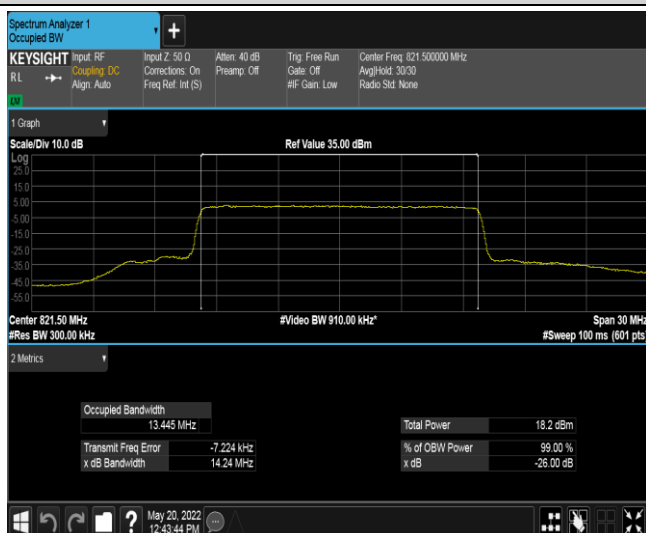 Spectrum Analyzer 1
Occupied BW
KEYSIGHT
RL
Input: RF
Coupling: DC
Align: Auto
Input Z: 50 Ω
Corrections: On
Freq Ref: Int (S)
Atten: 40 dB
Preamp: Off
Trig: Free Run
Gate: Off
#IF Gain: Low
Center Freq: 821.500000 MHz
Avg|Hold: 30/30
Radio Std: None
1 Graph
Scale/Div 10.0 dB
Ref Value 35.00 dBm
Log
25.0
15.0
5.00
-5.00
-15.0
-25.0
-35.0
-45.0
-55.0
Center 821.50 MHz
#Video BW 910.00 kHz*
Span 30 MHz
#Res BW 300.00 kHz
#Sweep 100 ms (601 pts)
2 Metrics
Occupied Bandwidth
13.445 MHz
Total Power 18.2 dBm
Transmit Freq Error -7.224 kHz
% of OBW Power 99.00 %
x dB Bandwidth 14.24 MHz
x dB -26.00 dB
May 20, 2022
12:43:44 PM